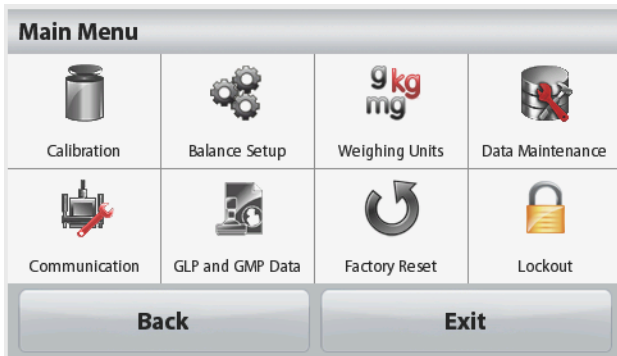 Main Menu
g kg
mg
Calibration
Balance Setup
Weighing Units
Data Maintenance
Communication
GLP and GMP Data
Factory Reset
Lockout
Back
Exit